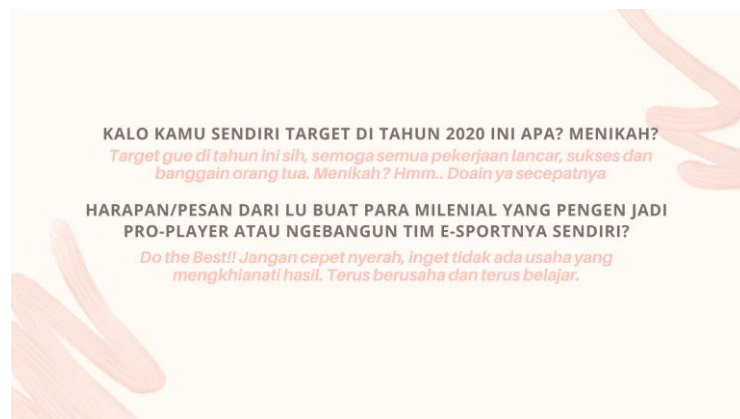 KALO KAMU SENDIRI TARGET DI TAHUN 2020 INI APA? MENIKAH?
Target gue di tahun ini sih, semoga semua pekerjaan lancar, sukses dan
banggain orang tua. Menikah? Hmm.. Doain ya secepatnya
HARAPAN/PESAN DARI LU BUAT PARA MILENIAL YANG PENGEN JADI
PRO-PLAYER ATAU NGEBANGUN TIM E-SPORTNYA SENDIRI?
Do the Best!! Jangan cepet nyerah, inget tidak ada usaha yang
mengkhianati hasil. Terus berusaha dan terus belajar.